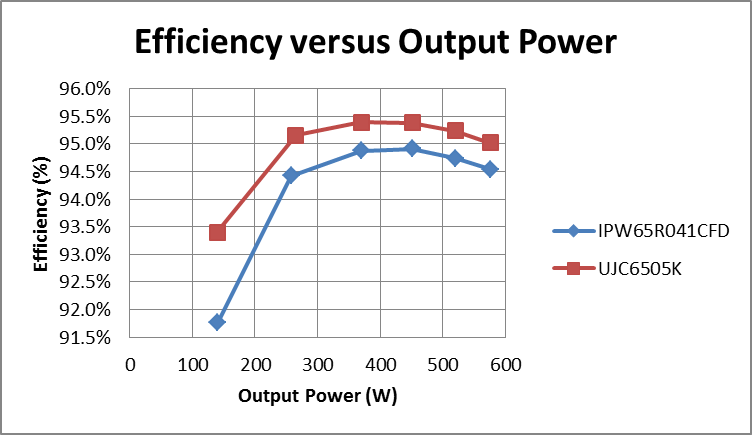 Efficiency versus Output Power
96.0%
95.5%
95.0%
94.5%
94.0%
93.5%
93.0%
92.5%
92.0%
91.5%
Efficiency (%)
0 100 200 300 400 500 600
Output Power (W)
IPW65R041CFD
UJC6505K